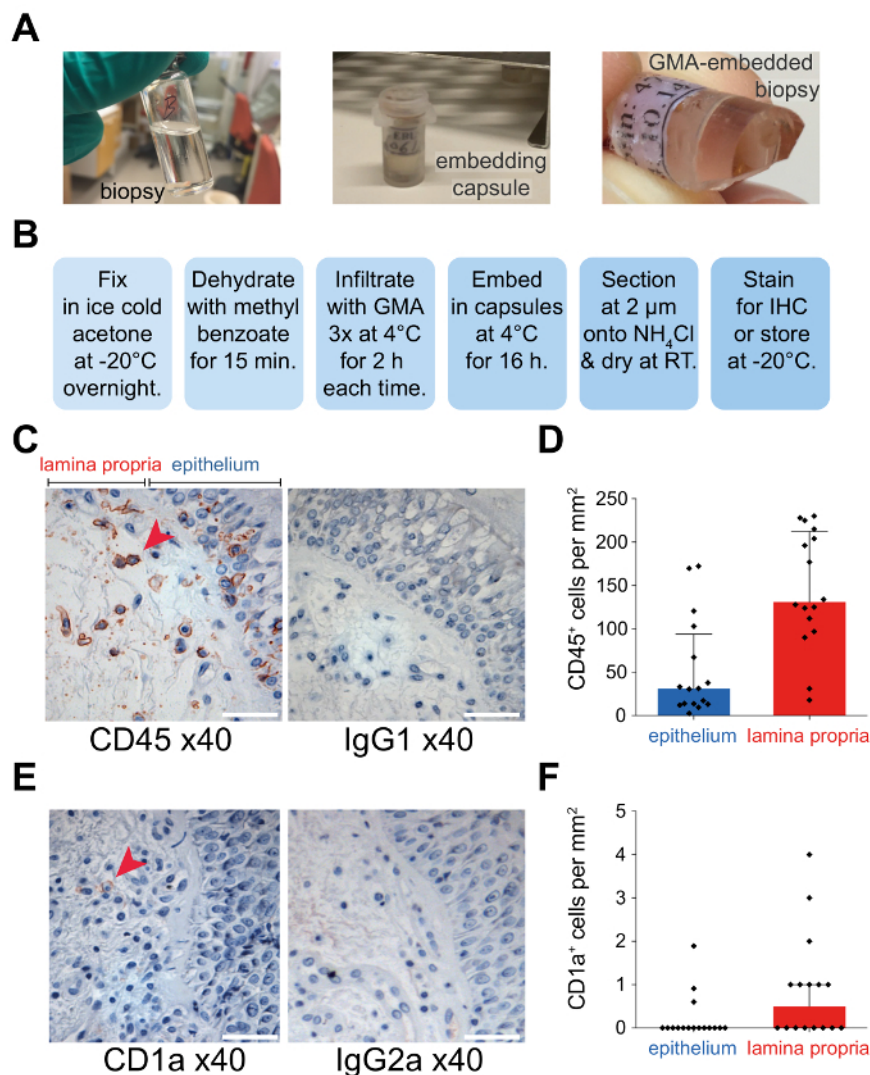 A
biopsy
embedding
capsule
GMA-embedded
biopsy
B
Fix
in ice cold
acetone
at -20°C
overnight.
Dehydrate
with methyl
benzoate
for 15 min.
Infiltrate
with GMA
3x at 4°C
for 2 h
each time.
Embed
in capsules
at 4°C
for 16 h.
Section
at 2 μm
onto NH₄Cl
& dry at RT.
Stain
for IHC
or store
at -20°C.
C
lamina propria
epithelium
CD45 x40
IgG1 x40
D
CD45⁺ cells per mm²
250
200
150
100
50
0
epithelium
lamina propria
E
CD1a x40
IgG2a x40
F
CD1a⁺ cells per mm²
5
4
3
2
1
0
epithelium
lamina propria